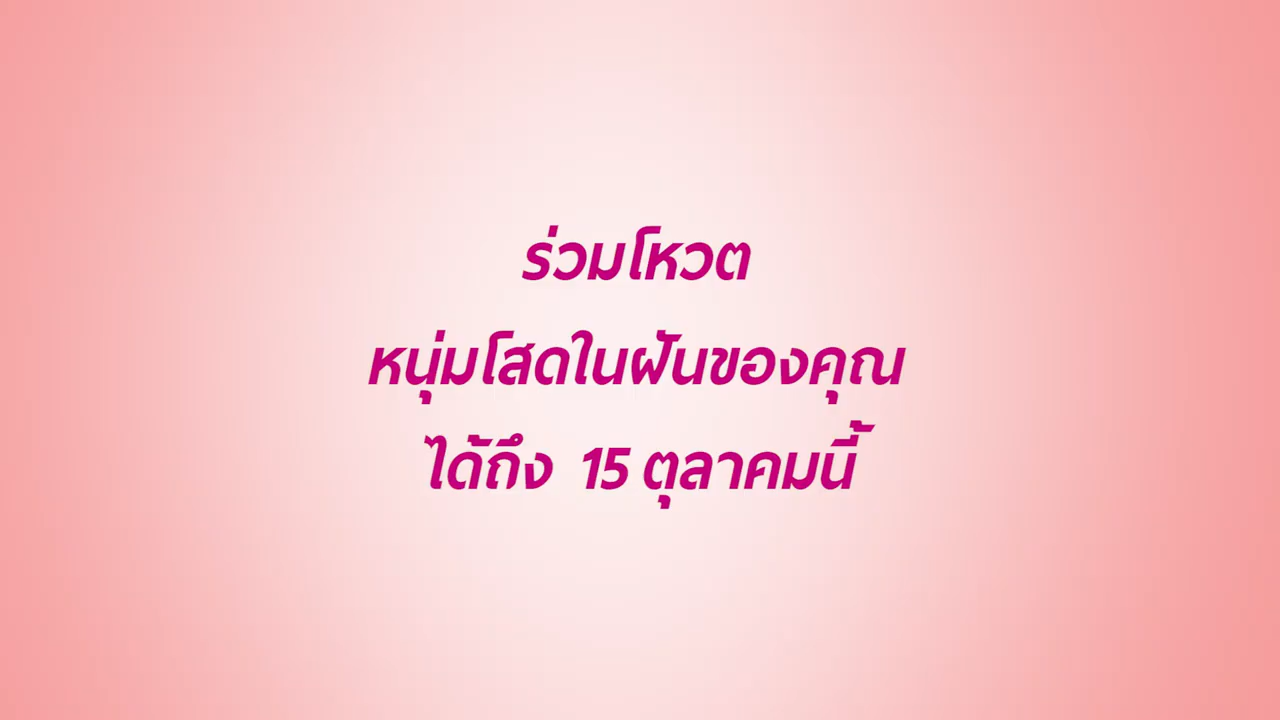 ร่วมโหวต
หนุ่มโสดในฝันของคุณ
ได้ถึง 15 ตุลาคมนี้